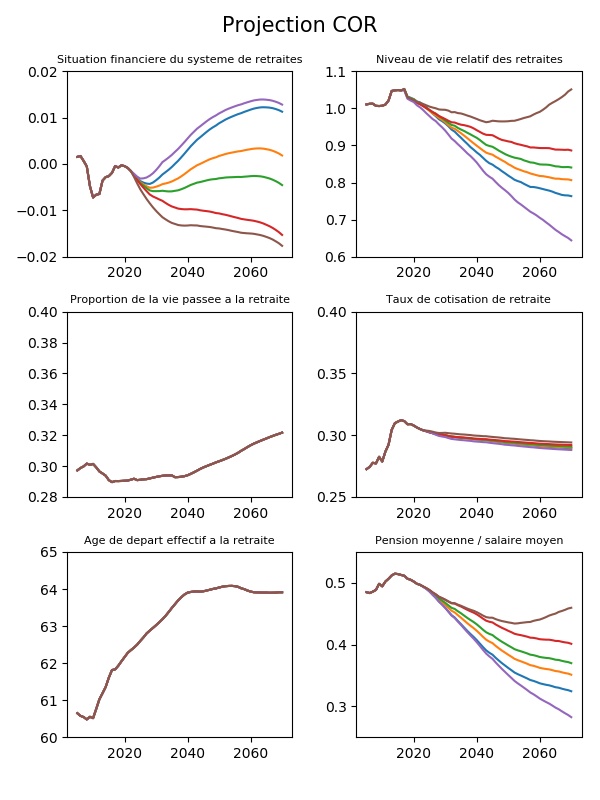 Projection COR
Situation financiere du systeme de retraites
Niveau de vie relatif des retraites
0.02
0.01
0.00
−0.01
−0.02
2020 2040 2060
1.1
1.0
0.9
0.8
0.7
0.6
2020 2040 2060
Proportion de la vie passee a la retraite
Taux de cotisation de retraite
0.40
0.38
0.36
0.34
0.32
0.30
0.28
2020 2040 2060
0.40
0.35
0.30
0.25
2020 2040 2060
Age de depart effectif a la retraite
Pension moyenne / salaire moyen
65
64
63
62
61
60
2020 2040 2060
0.5
0.4
0.3
2020 2040 2060